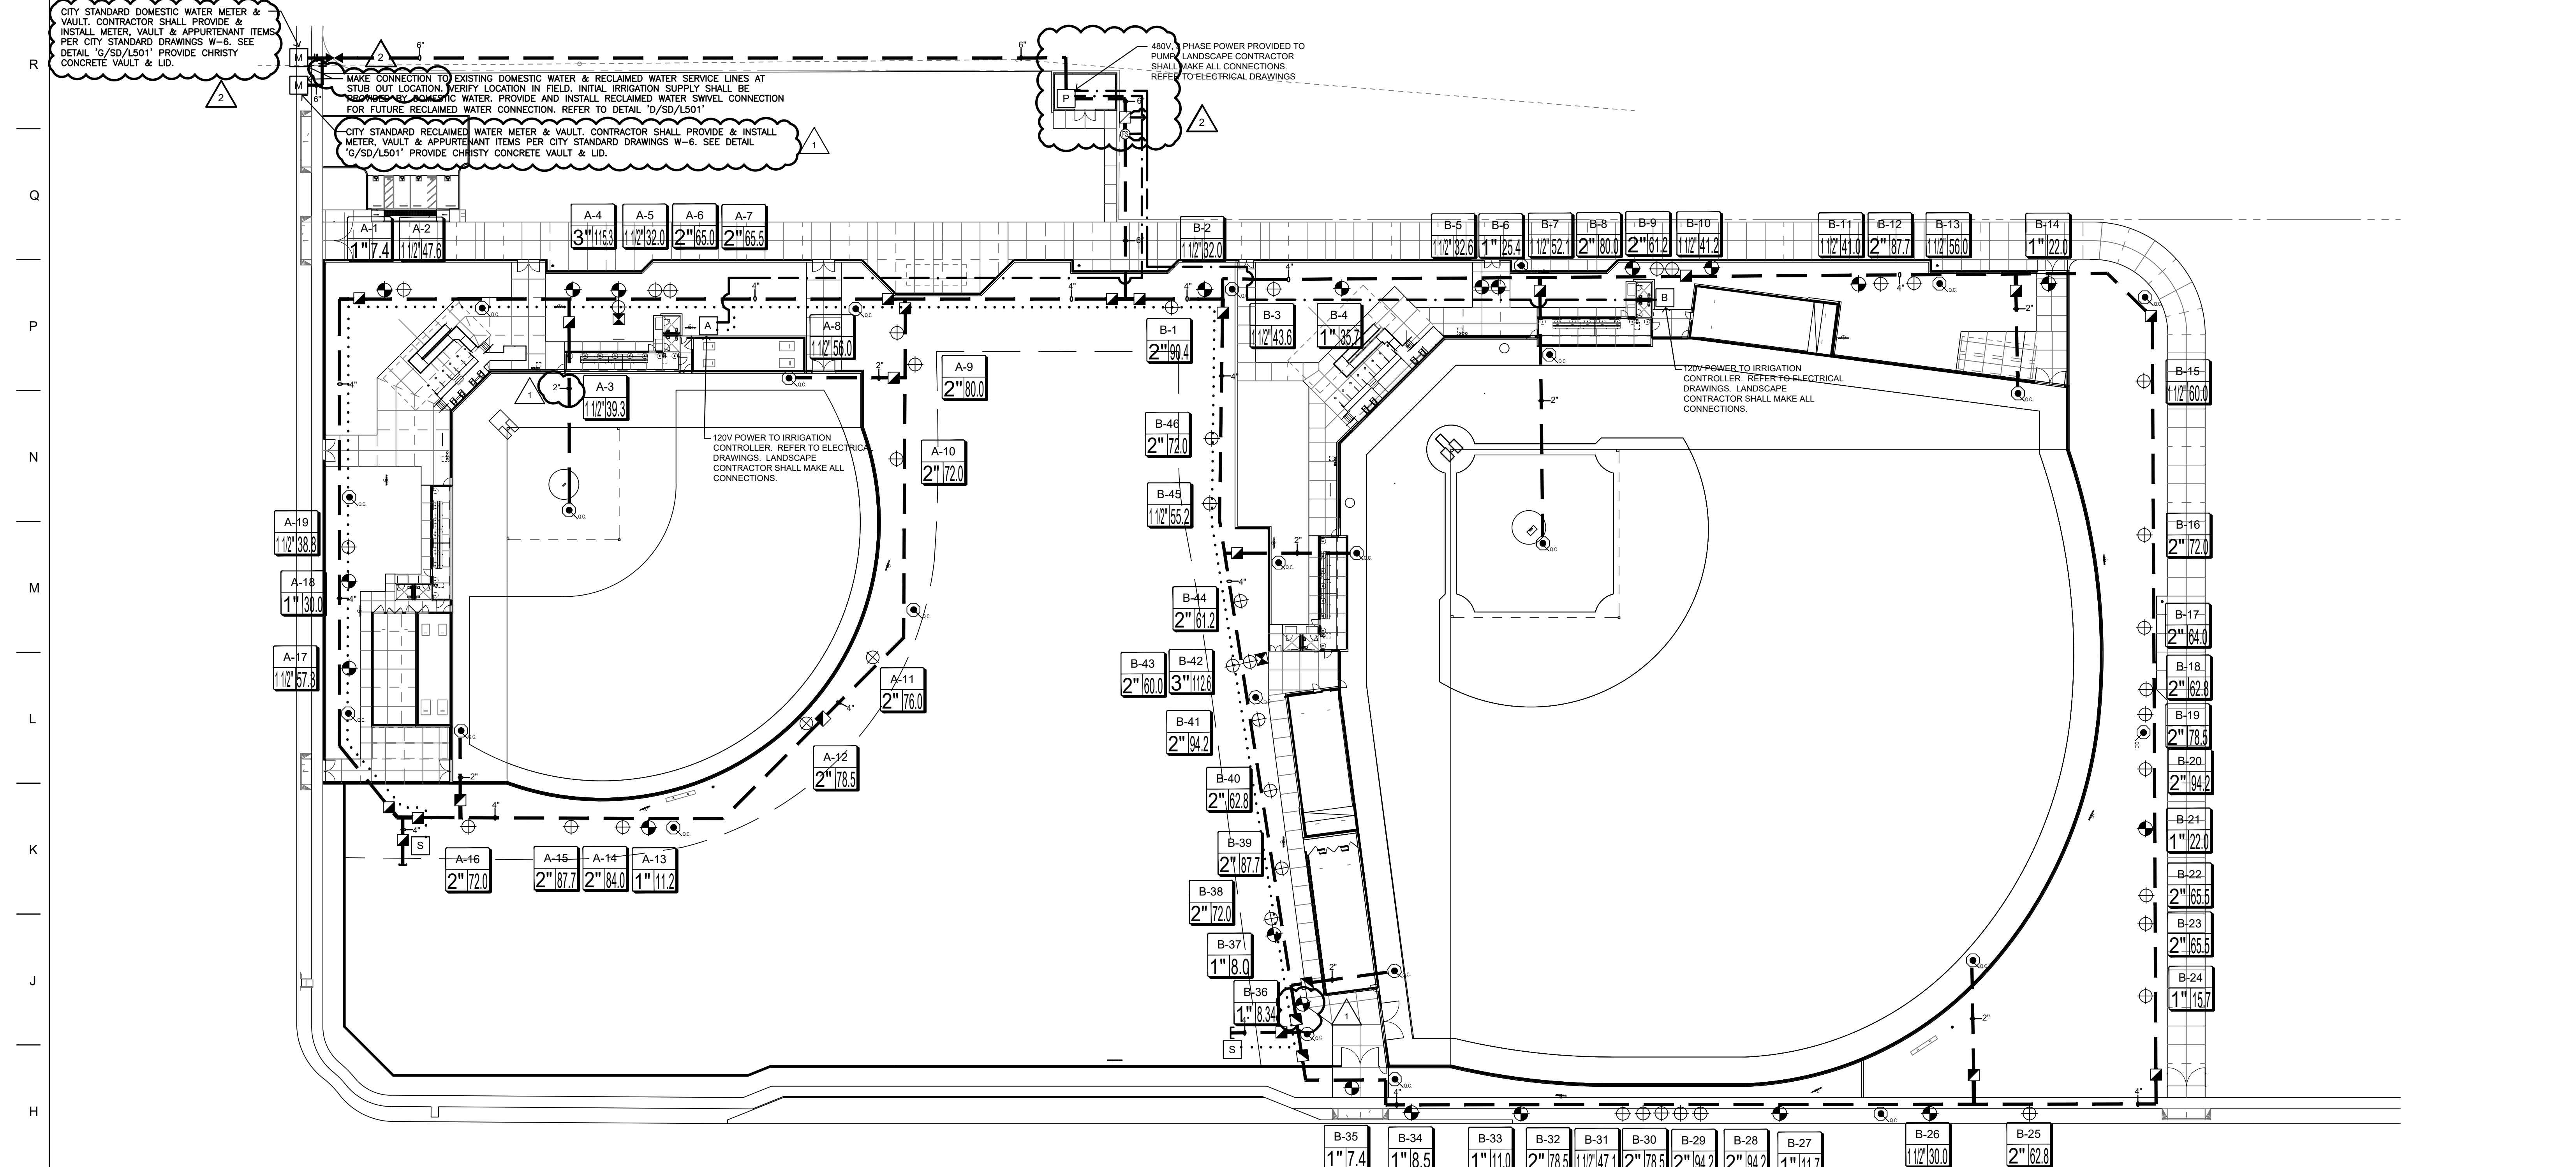 CITY STANDARD DOMESTIC WATER METER &
VAULT. CONTRACTOR SHALL PROVIDE &
INSTALL METER, VAULT & APPURTENANT ITEMS
PER CITY STANDARD DRAWINGS W-6. SEE
DETAIL 'G/SD/L501' PROVIDE CHRISTY
CONCRETE VAULT & LID.
R
M
M
6"
6"
2
2
MAKE CONNECTION TO EXISTING DOMESTIC WATER & RECLAIMED WATER SERVICE LINES AT
STUB OUT LOCATION. VERIFY LOCATION IN FIELD. INITIAL IRRIGATION SUPPLY SHALL BE
PROVIDED BY DOMESTIC WATER. PROVIDE AND INSTALL RECLAIMED WATER SWIVEL CONNECTION
FOR FUTURE RECLAIMED WATER CONNECTION. REFER TO DETAIL 'D/SD/L501'
CITY STANDARD RECLAIMED WATER METER & VAULT. CONTRACTOR SHALL PROVIDE & INSTALL
METER, VAULT & APPURTENANT ITEMS PER CITY STANDARD DRAWINGS W-6. SEE DETAIL
'G/SD/L501' PROVIDE CHRISTY CONCRETE VAULT & LID.
1
6"
480V, PHASE POWER PROVIDED TO
PUMP. LANDSCAPE CONTRACTOR
SHALL MAKE ALL CONNECTIONS.
REFER TO ELECTRICAL DRAWINGS
P
6"
FS
2
6"
Q
A-1
1" 7.4
A-2
1 1/2" 47.6
A-4
3" 115.3
A-5
1 1/2" 32.0
A-6
2" 65.0
A-7
2" 65.5
B-2
1 1/2" 32.0
B-5
1 1/2" 32.6
B-6
1" 25.4
B-7
1 1/2" 52.1
B-8
2" 80.0
B-9
2" 61.2
B-10
1 1/2" 41.2
B-11
1 1/2" 41.0
B-12
2" 87.7
B-13
1 1/2" 56.0
B-14
1" 22.0
P
A
A-8
1 1/2" 56.0
A-9
2" 80.0
B-1
2" 90.4
B-3
1 1/2" 43.6
B-4
1" 35.7
B
120V POWER TO IRRIGATION
CONTROLLER. REFER TO ELECTRICAL
DRAWINGS. LANDSCAPE
CONTRACTOR SHALL MAKE ALL
CONNECTIONS.
B-15
1 1/2" 60.0
1
2"
A-3
1 1/2" 39.3
120V POWER TO IRRIGATION
CONTROLLER. REFER TO ELECTRICAL
DRAWINGS. LANDSCAPE
CONTRACTOR SHALL MAKE ALL
CONNECTIONS.
N
A-10
2" 72.0
B-46
2" 72.0
B-45
1 1/2" 55.2
A-19
1 1/2" 38.8
B-16
2" 72.0
M
A-18
1" 30.0
B-44
2" 61.2
B-17
2" 64.0
A-17
1 1/2" 57.3
A-11
2" 76.0
B-43
2" 60.0
B-42
3" 112.6
B-18
2" 62.8
L
B-41
2" 94.2
B-19
2" 78.5
A-12
2" 78.5
B-40
2" 62.8
B-20
2" 94.2
K
S
A-16
2" 72.0
A-15
2" 87.7
A-14
2" 84.0
A-13
1" 11.2
B-39
2" 87.7
B-21
1" 22.0
B-38
2" 72.0
B-22
2" 65.5
B-23
2" 65.5
J
B-37
1" 8.0
B-24
1" 15.7
B-36
1" 8.34
1
S
H
B-35
1" 7.4
B-34
1" 8.5
B-33
1" 11.0
B-32
2" 78.5
B-31
1 1/2" 47.1
B-30
2" 78.5
B-29
2" 94.2
B-28
2" 94.2
B-27
1" 11.7
B-26
1 1/2" 30.0
B-25
2" 62.8